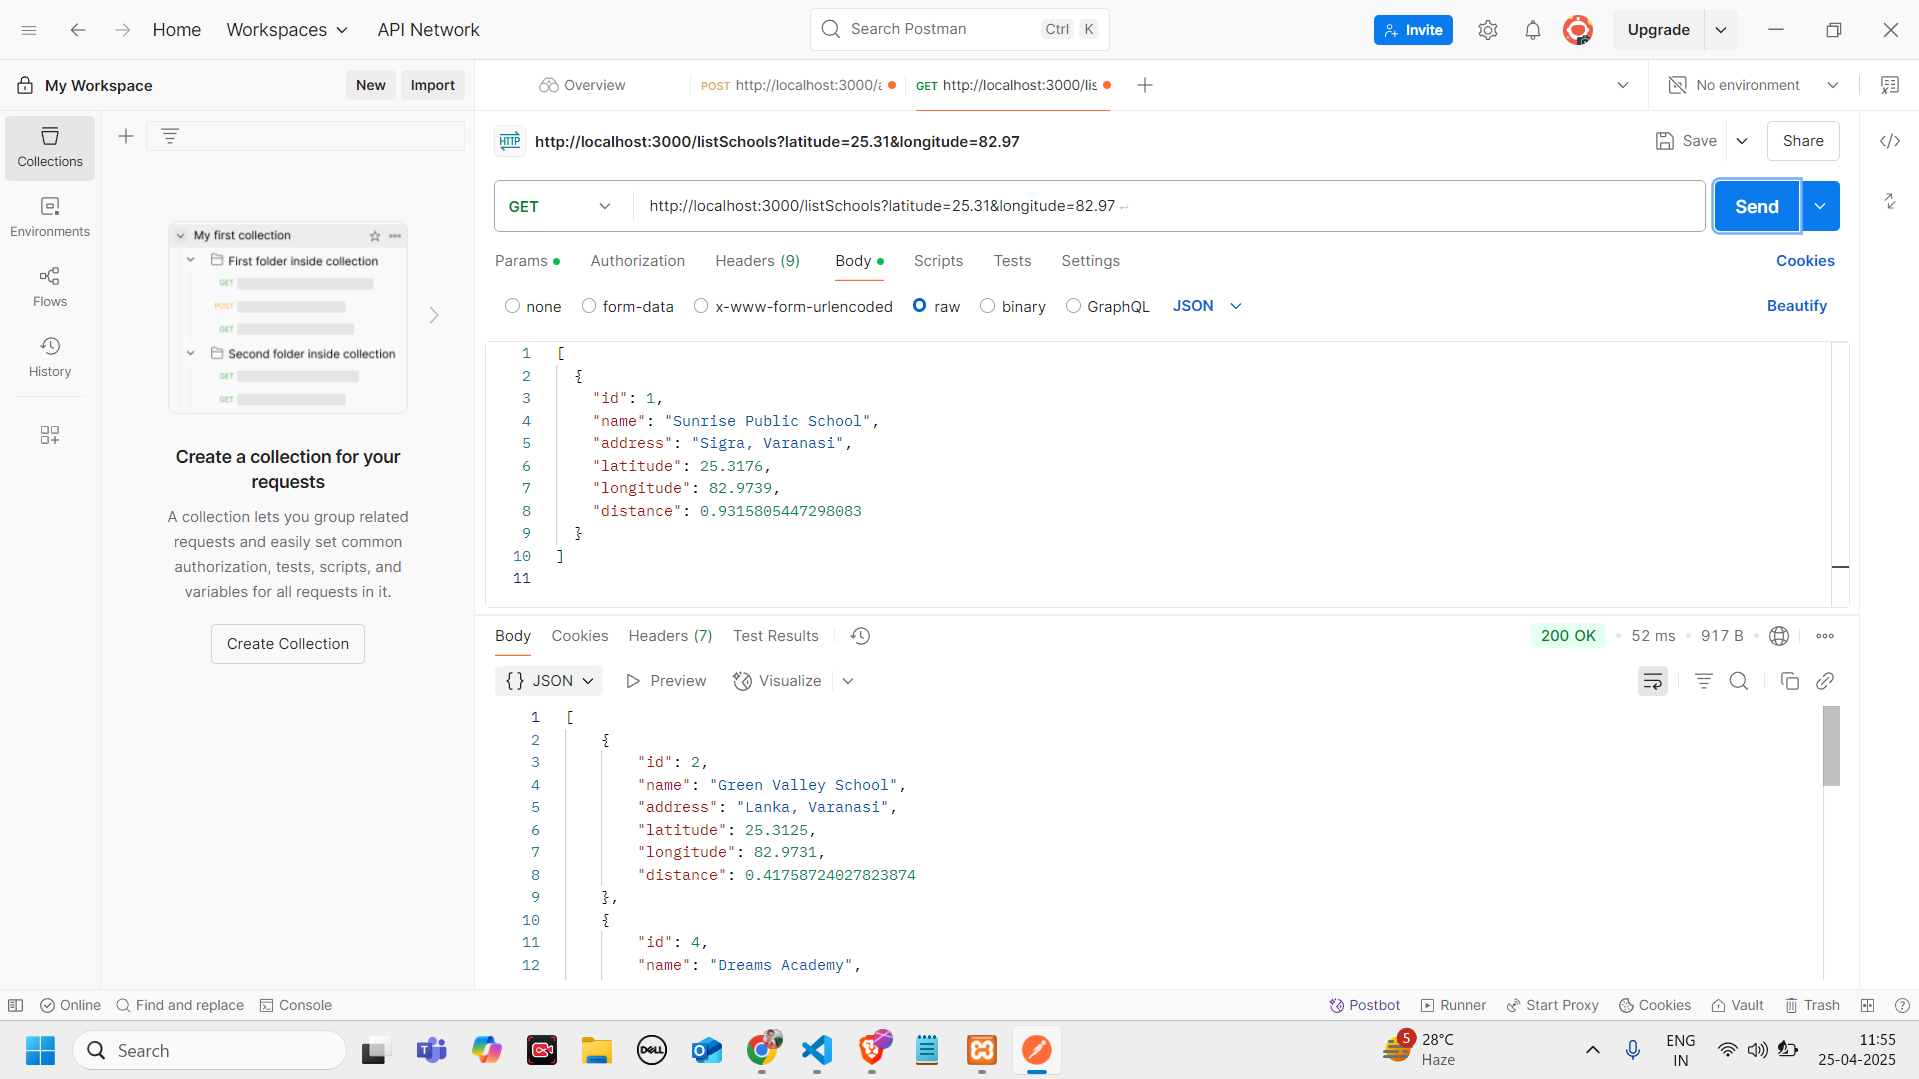 Home
Workspaces
API Network
Search Postman
Ctrl
K
Invite
Upgrade
My Workspace
New
Import
Overview
POST http://localhost:3000/a
GET http://localhost:3000/lis
No environment
Collections
Environments
Flows
History
My first collection
First folder inside collection
GET
POST
GET
Second folder inside collection
GET
GET
Create a collection for your
requests
A collection lets you group related
requests and easily set common
authorization, tests, scripts, and
variables for all requests in it.
Create Collection
HTTP http://localhost:3000/listSchools?latitude=25.31&longitude=82.97
Save
Share
GET
http://localhost:3000/listSchools?latitude=25.31&longitude=82.97
Send
Params
Authorization
Headers (9)
Body
Scripts
Tests
Settings
Cookies
none
form-data
x-www-form-urlencoded
raw
binary
GraphQL
JSON
Beautify
1 [
2 {
3 "id": 1,
4 "name": "Sunrise Public School",
5 "address": "Sigra, Varanasi",
6 "latitude": 25.3176,
7 "longitude": 82.9739,
8 "distance": 0.9315805447298083
9 }
10 ]
11
Body
Cookies
Headers (7)
Test Results
200 OK
52 ms
917 B
{} JSON
Preview
Visualize
1 [
2 {
3 "id": 2,
4 "name": "Green Valley School",
5 "address": "Lanka, Varanasi",
6 "latitude": 25.3125,
7 "longitude": 82.9731,
8 "distance": 0.41758724027823874
9 },
10 {
11 "id": 4,
12 "name": "Dreams Academy",
Online
Find and replace
Console
Postbot
Runner
Start Proxy
Cookies
Vault
Trash
Search
DELL
5
28°C
Haze
ENG
IN
11:55
25-04-2025